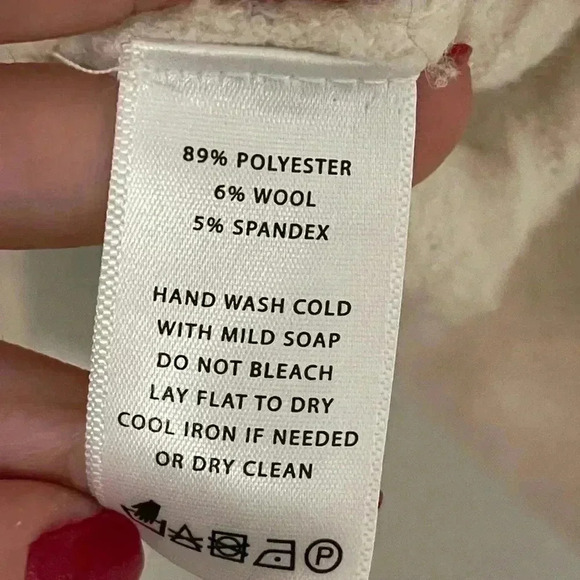 89% POLYESTER
6% WOOL
5% SPANDEX
HAND WASH COLD
WITH MILD SOAP
DO NOT BLEACH
LAY FLAT TO DRY
COOL IRON IF NEEDED
OR DRY CLEAN
P